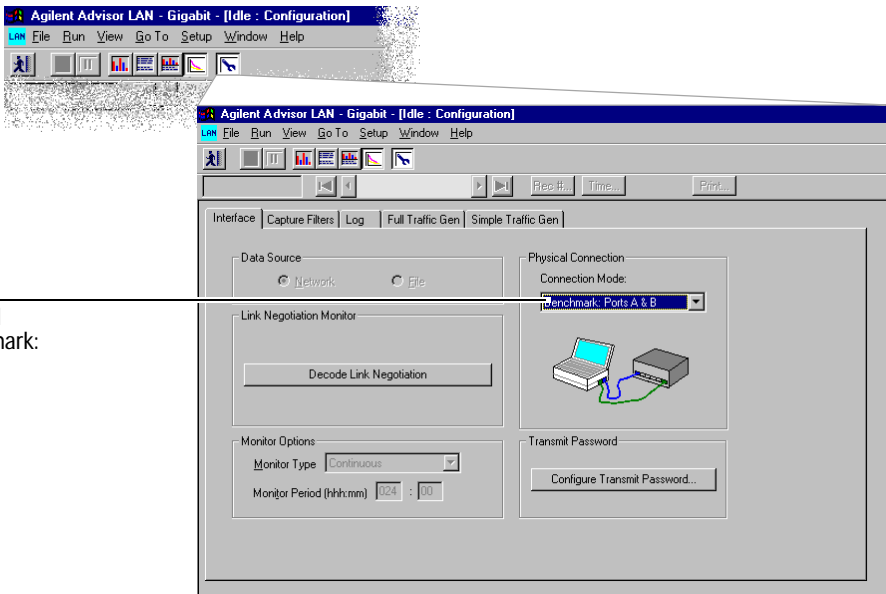 Agilent Advisor LAN - Gigabit - [Idle : Configuration]
LAN File Run View Go To Setup Window Help
Agilent Advisor LAN - Gigabit - [Idle : Configuration]
LAN File Run View Go To Setup Window Help
Rec #... Time... Print...
Interface Capture Filters Log Full Traffic Gen Simple Traffic Gen
Data Source
Network File
Physical Connection
Connection Mode:
Benchmark: Ports A & B
Link Negotiation Monitor
Decode Link Negotiation
Monitor Options
Monitor Type Continuous
Monitor Period (hhh:mm) 024 : 00
Transmit Password
Configure Transmit Password...
ark: